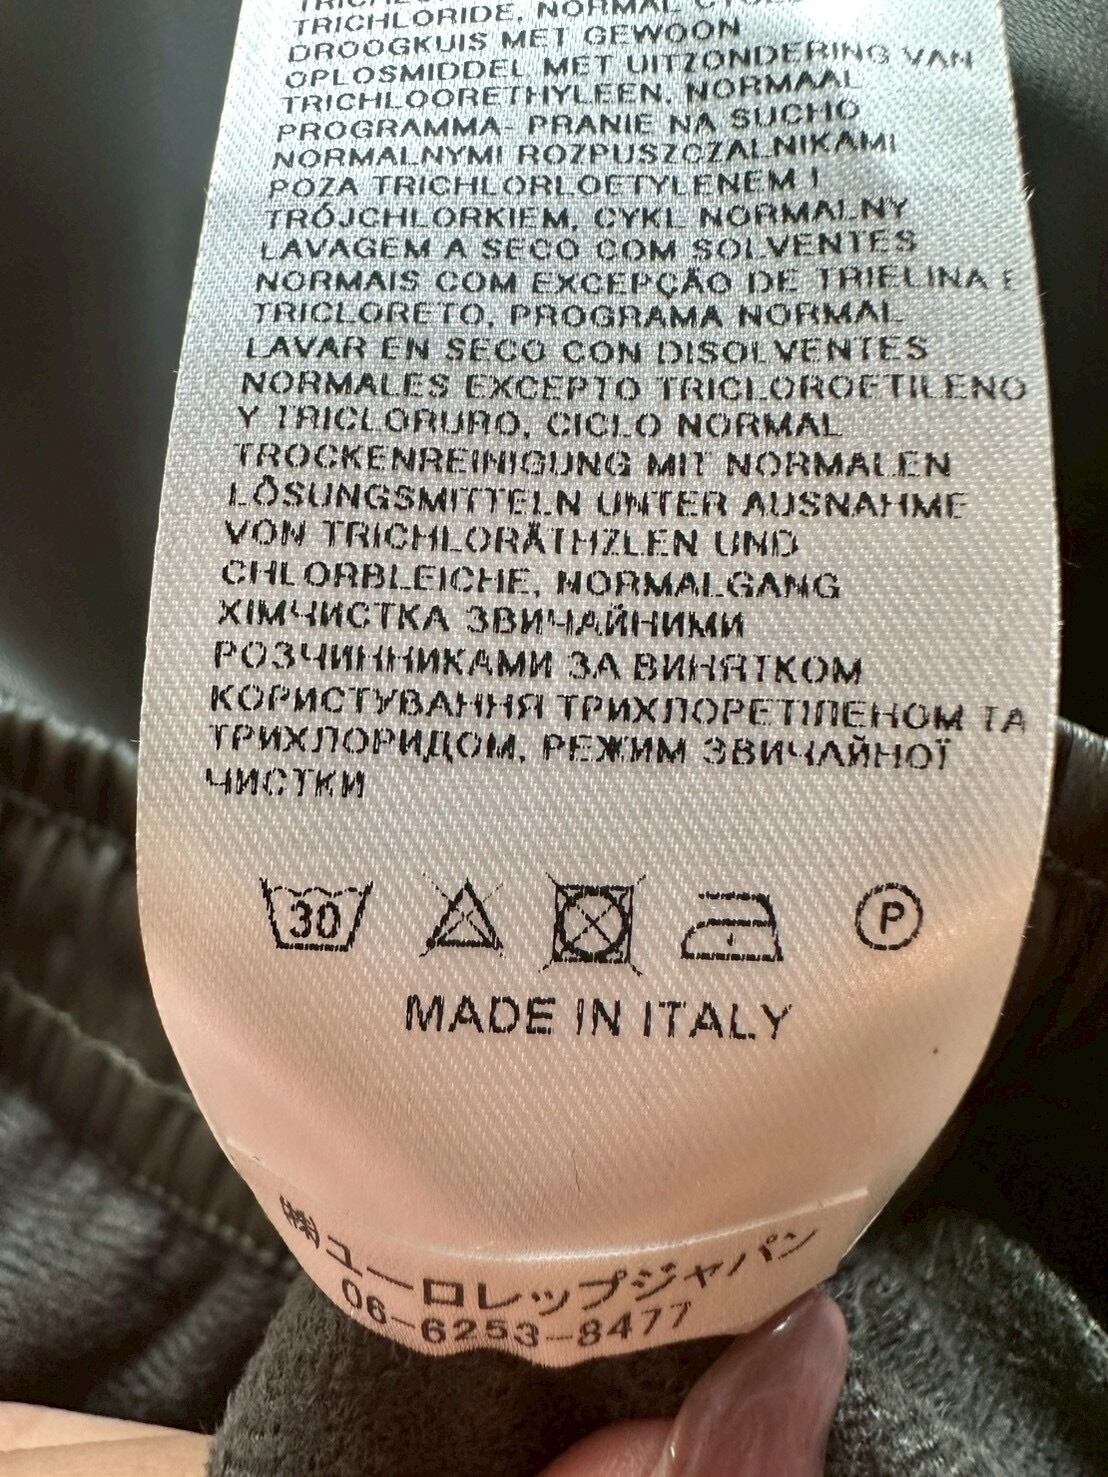 TRICHLORIDE, NORMAL
DROOGKUIS MET GEWOON
OPLOSMIDDEL MET UITZONDERING VAN
TRICHLOORETHYLEEN, NORMAAL
PROGRAMMA- PRANIE NA SUCHO
NORMALNYMI ROZPUSZCZALNIKAMI
POZA TRICHLORLOETYLENEM I
TRÓJCHLORKIEM, CYKL NORMALNY
LAVAGEM A SECO COM SOLVENTES
NORMAIS COM EXCEPÇÃO DE TRIELINA E
TRICLORETO, PROGRAMA NORMAL
LAVAR EN SECO CON DISOLVENTES
NORMALES EXCEPTO TRICLOROETILENO
Y TRICLORURO, CICLO NORMAL
TROCKENREINIGUNG MIT NORMALEN
LÖSUNGSMITTELN UNTER AUSNAHME
VON TRICHLORÄTHZLEN UND
CHLORBLEICHE, NORMALGANG
ХІМЧИСТКА ЗВИЧАЙНИМИ
РОЗЧИННИКАМИ ЗА ВИНЯТКОМ
КОРИСТУВАННЯ ТРИХЛОРЕТІЛЕНОМ ТА
ТРИХЛОРИДОМ, РЕЖИМ ЗВИЧАЙНОЇ
ЧИСТКИ
30 P
MADE IN ITALY
㈱ユーロレップジャパン
06-6253-8477